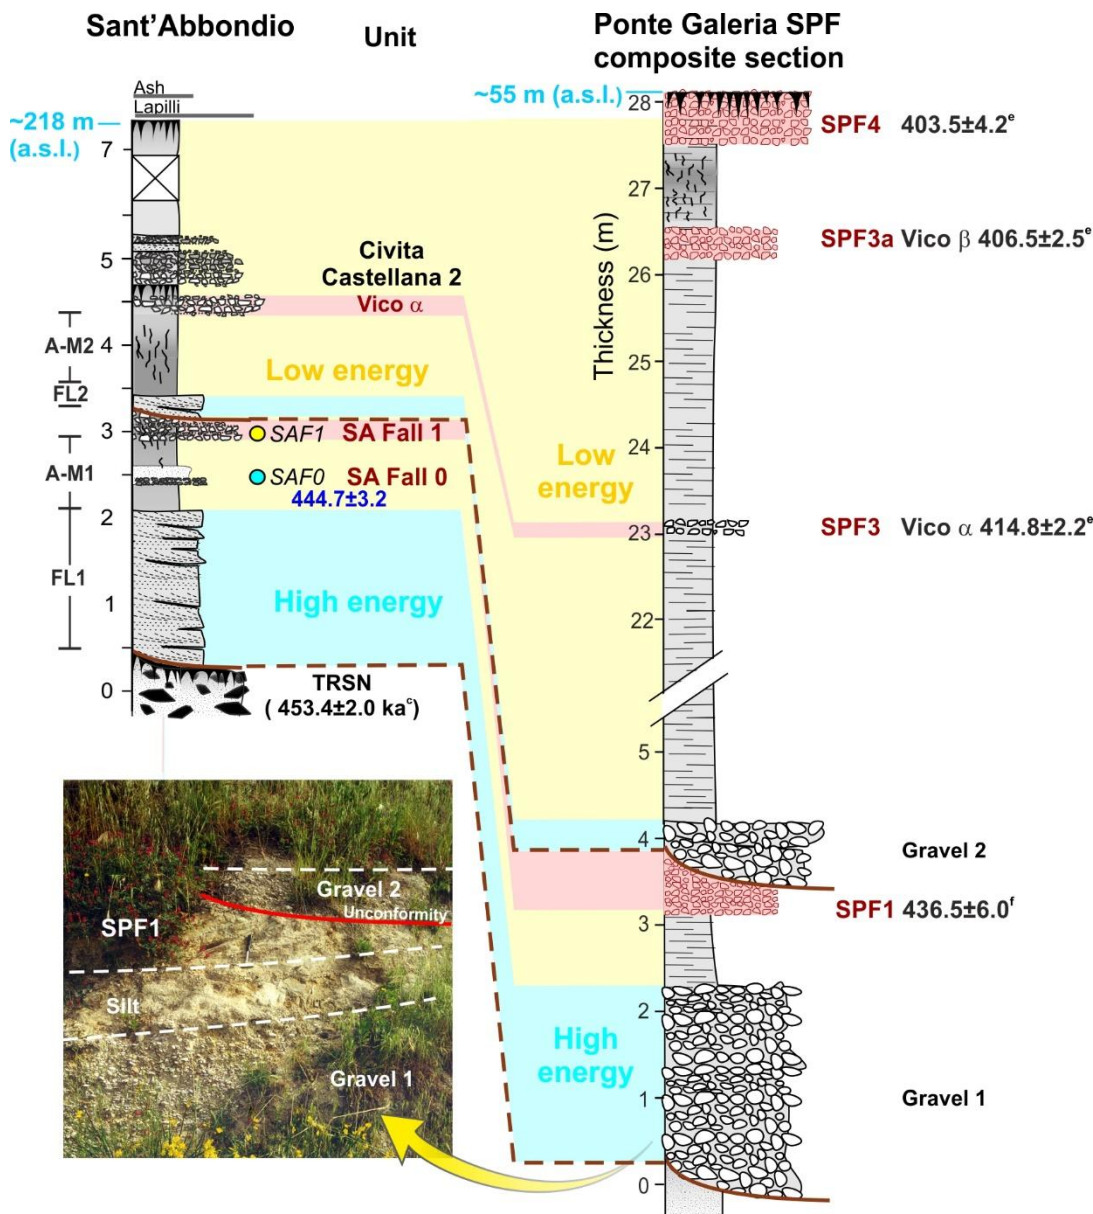 Sant'Abbondio
Unit
Ponte Galeria SPF
composite section
Ash
Lapilli
~218 m
(a.s.l.)
7
5
4
3
2
1
0
A-M2
FL2
A-M1
FL1
Civita
Castellana 2
Vico α
Low energy
SAF1 SA Fall 1
SAF0 SA Fall 0
444.7±3.2
High energy
TRSN
( 453.4±2.0 kaᶜ)
~55 m (a.s.l.)
Thickness (m)
28
27
26
25
24
23
22
5
4
3
2
1
0
Low
energy
High
energy
SPF4 403.5±4.2ᵉ
SPF3a Vico β 406.5±2.5ᵉ
SPF3 Vico α 414.8±2.2ᵉ
Gravel 2
SPF1 436.5±6.0ᶠ
Gravel 1
Gravel 2
Unconformity
SPF1
Silt
Gravel 1